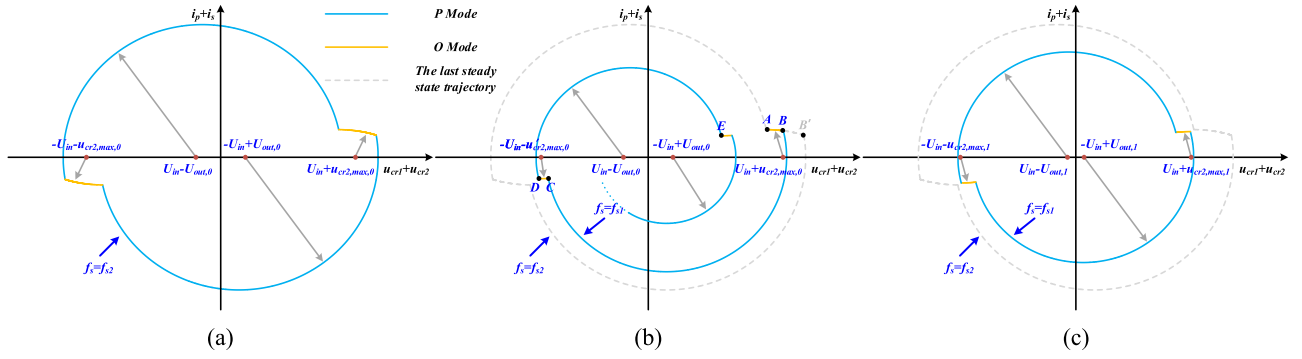 i_p+i_s
-U_in-u_cr2,max,0
-U_in+U_out,0
U_in-U_out,0
U_in+u_cr2,max,0
u_cr1+u_cr2
f_s=f_s2
(a)
P Mode
O Mode
The last steady
state trajectory
i_p+i_s
A
B
B'
E
-U_in-u'_cr2,max,0
-U_in+U_out,0
U_in-U_out,0
U_in+u_cr2,max,0
u_cr1+u_cr2
D
C
f_s=f_s1
f_s=f_s2
(b)
i_p+i_s
-U_in-u_cr2,max,1
-U_in+U_out,1
U_in-U_out,1
U_in+u_cr2,max,1
u_cr1+u_cr2
f_s=f_s1
f_s=f_s2
(c)